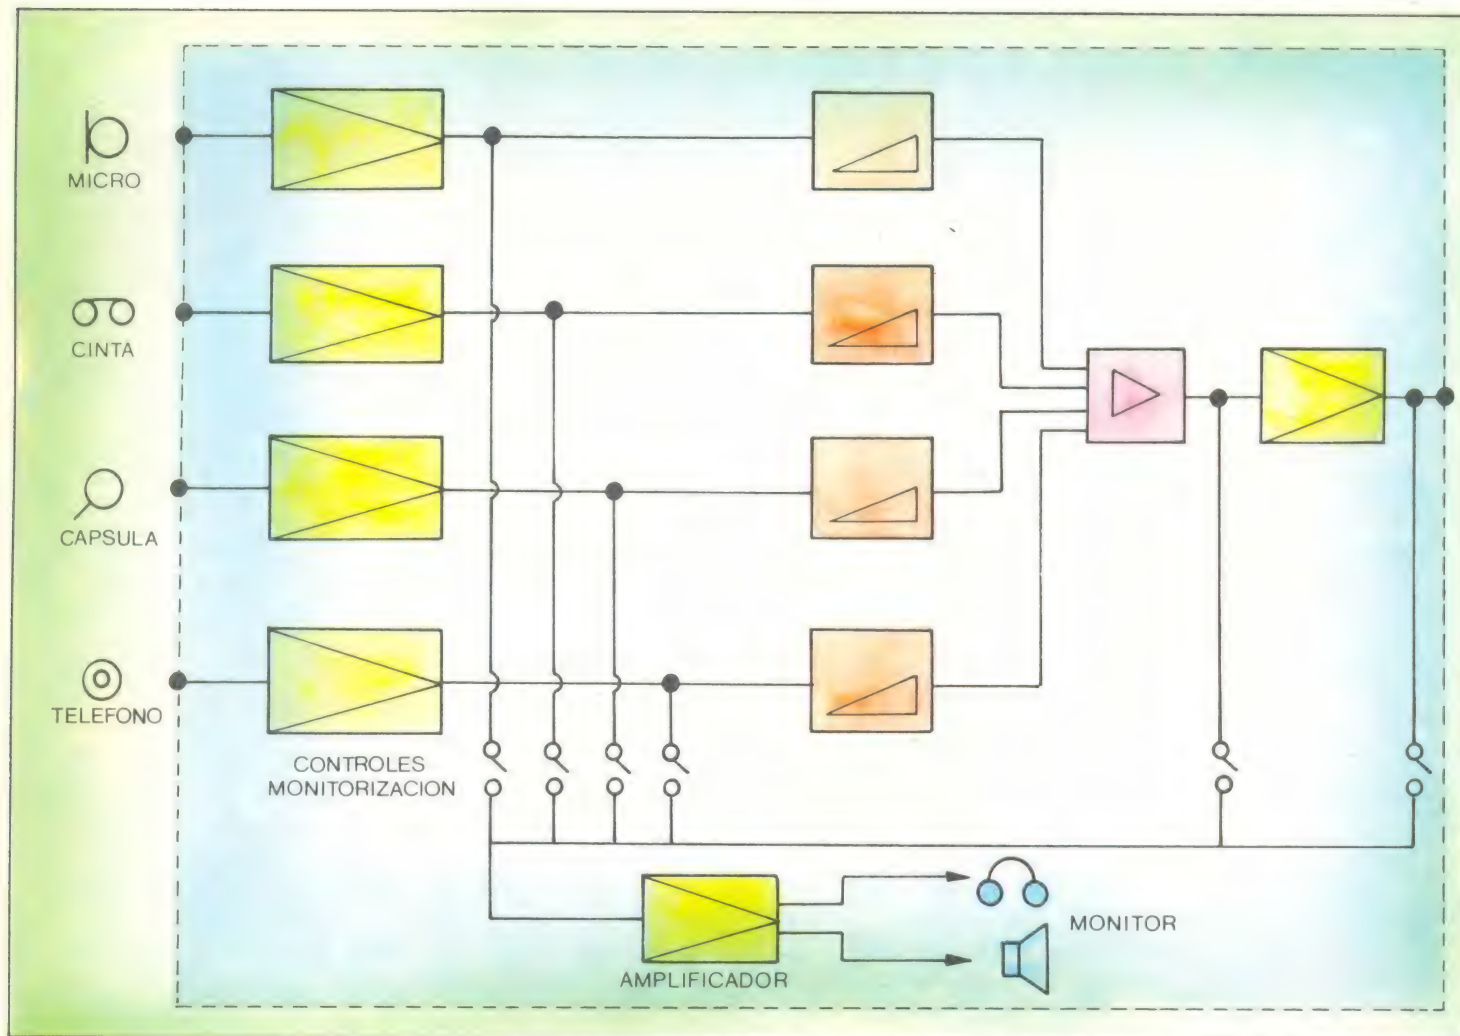 MICRO
CINTA
CAPSULA
TELEFONO
CONTROLES
MONITORIZACION
MONITOR
AMPLIFICADOR